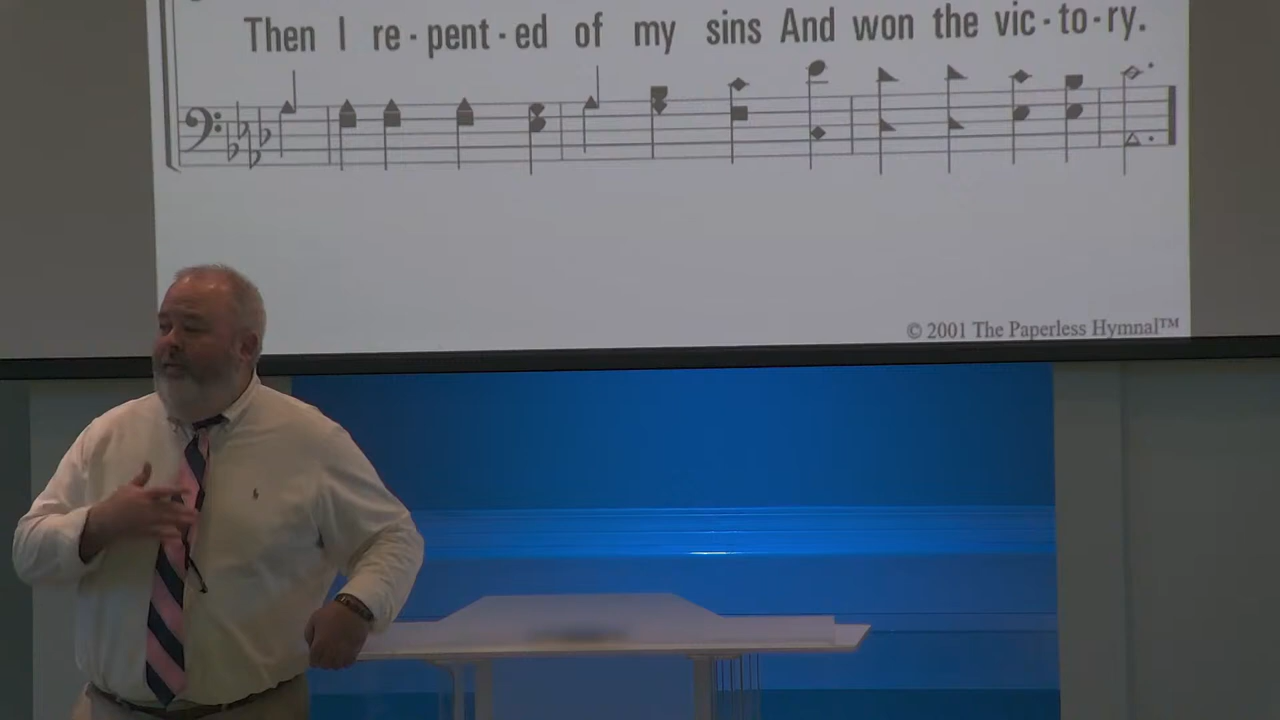 Then I re - pent - ed of my sins And won the vic - to - ry.
© 2001 The Paperless Hymnal™